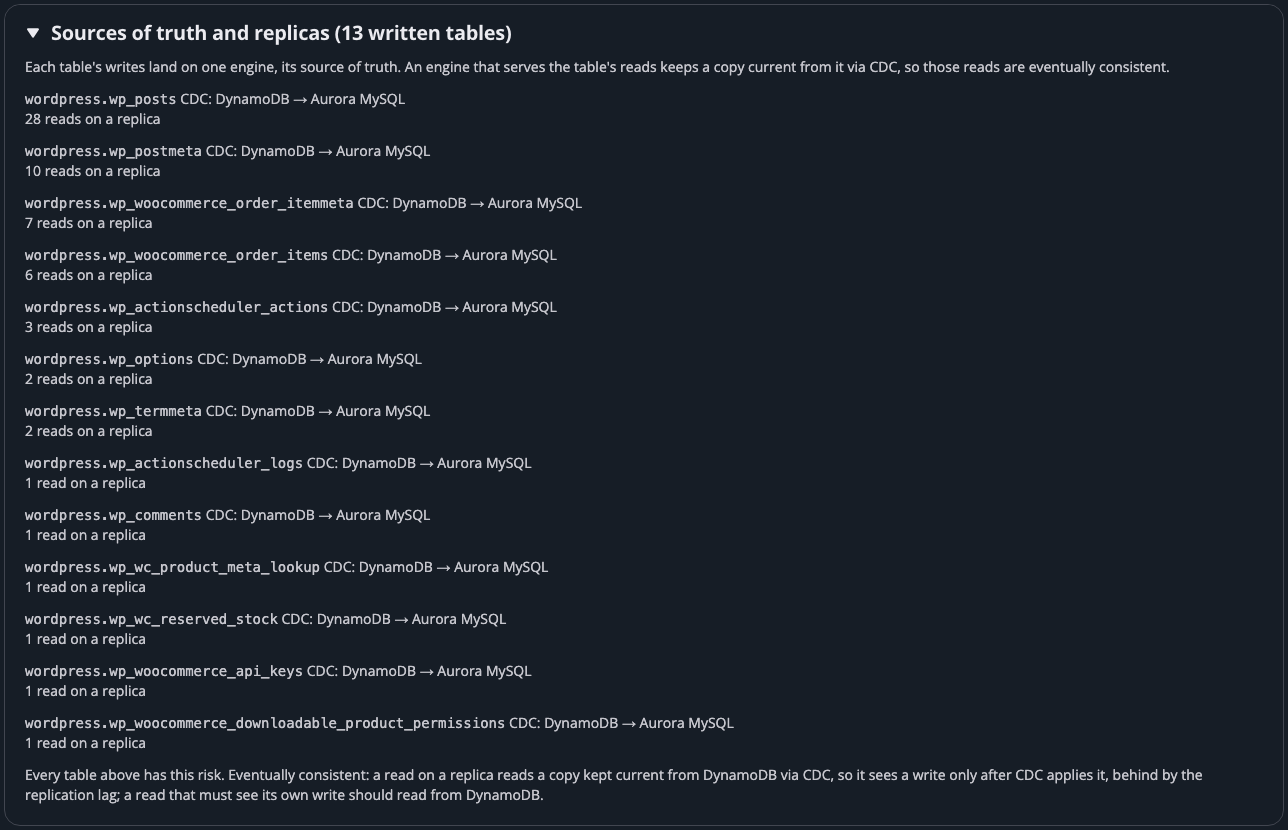 ▼ Sources of truth and replicas (13 written tables)
Each table's writes land on one engine, its source of truth. An engine that serves the table's reads keeps a copy current from it via CDC, so those reads are eventually consistent.
wordpress.wp_posts CDC: DynamoDB → Aurora MySQL
28 reads on a replica
wordpress.wp_postmeta CDC: DynamoDB → Aurora MySQL
10 reads on a replica
wordpress.wp_woocommerce_order_itemmeta CDC: DynamoDB → Aurora MySQL
7 reads on a replica
wordpress.wp_woocommerce_order_items CDC: DynamoDB → Aurora MySQL
6 reads on a replica
wordpress.wp_actionscheduler_actions CDC: DynamoDB → Aurora MySQL
3 reads on a replica
wordpress.wp_options CDC: DynamoDB → Aurora MySQL
2 reads on a replica
wordpress.wp_termmeta CDC: DynamoDB → Aurora MySQL
2 reads on a replica
wordpress.wp_actionscheduler_logs CDC: DynamoDB → Aurora MySQL
1 read on a replica
wordpress.wp_comments CDC: DynamoDB → Aurora MySQL
1 read on a replica
wordpress.wp_wc_product_meta_lookup CDC: DynamoDB → Aurora MySQL
1 read on a replica
wordpress.wp_wc_reserved_stock CDC: DynamoDB → Aurora MySQL
1 read on a replica
wordpress.wp_woocommerce_api_keys CDC: DynamoDB → Aurora MySQL
1 read on a replica
wordpress.wp_woocommerce_downloadable_product_permissions CDC: DynamoDB → Aurora MySQL
1 read on a replica
Every table above has this risk. Eventually consistent: a read on a replica reads a copy kept current from DynamoDB via CDC, so it sees a write only after CDC applies it, behind by the
replication lag; a read that must see its own write should read from DynamoDB.